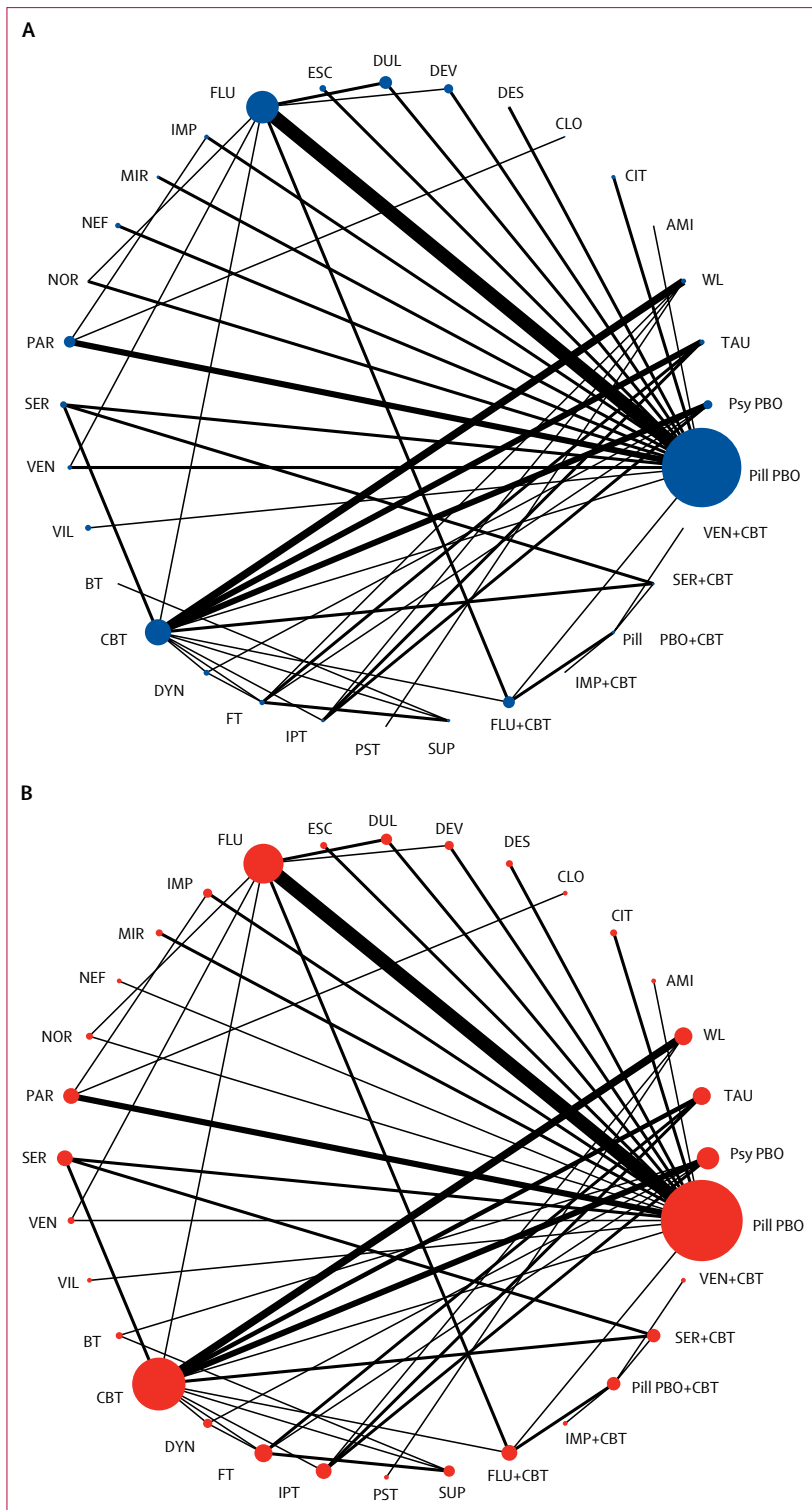 A
ESC
DUL
DEV
FLU
DES
CLO
IMP
CIT
MIR
NEF
AMI
NOR
WL
PAR
TAU
SER
Psy PBO
VEN
Pill PBO
VIL
VEN+CBT
BT
SER+CBT
CBT
Pill PBO+CBT
DYN
IMP+CBT
FT
IPT
PST
SUP
FLU+CBT
B
ESC
DUL
DEV
FLU
DES
CLO
IMP
CIT
MIR
NEF
AMI
NOR
WL
PAR
TAU
SER
Psy PBO
VEN
Pill PBO
VIL
VEN+CBT
BT
SER+CBT
CBT
Pill PBO+CBT
DYN
IMP+CBT
FT
IPT
PST
SUP
FLU+CBT